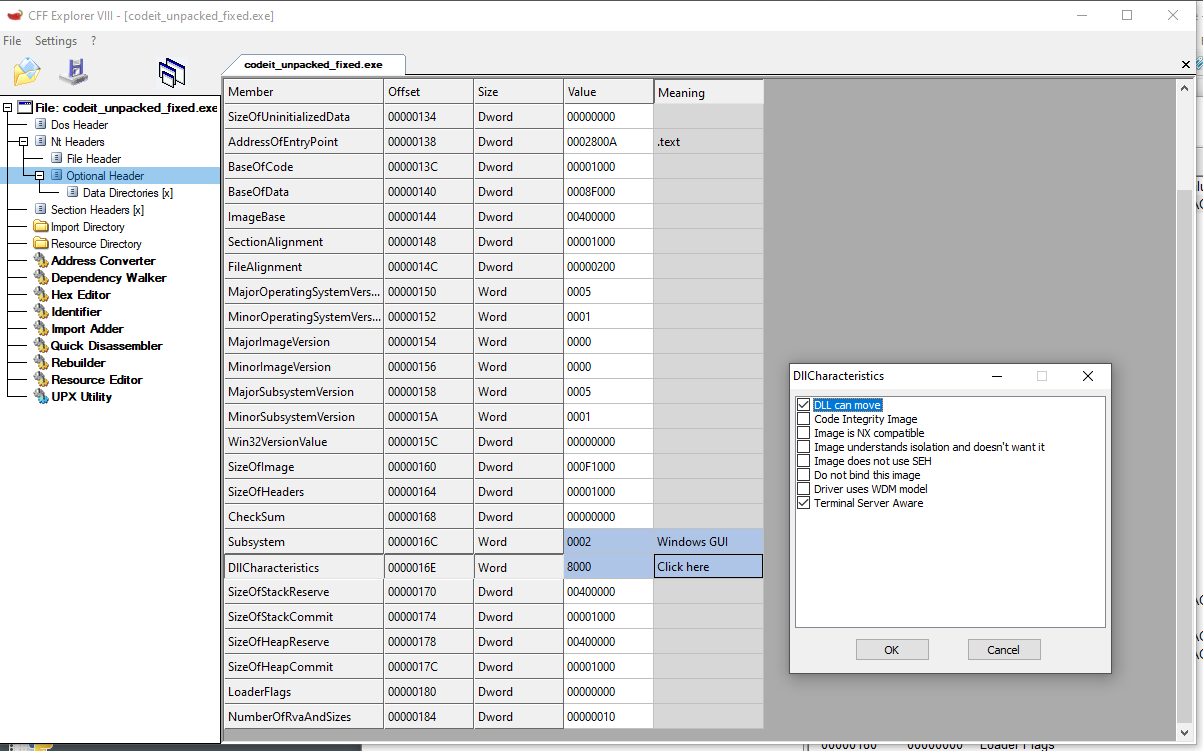 CFF Explorer VIII - [codeit_unpacked_fixed.exe]
File Settings ?
codeit_unpacked_fixed.exe
File: codeit_unpacked_fixed.exe
Dos Header
Nt Headers
File Header
Optional Header
Data Directories [x]
Section Headers [x]
Import Directory
Resource Directory
Address Converter
Dependency Walker
Hex Editor
Identifier
Import Adder
Quick Disassembler
Rebuilder
Resource Editor
UPX Utility
Member Offset Size Value Meaning
SizeOfUninitializedData 00000134 Dword 00000000
AddressOfEntryPoint 00000138 Dword 0002800A .text
BaseOfCode 0000013C Dword 00001000
BaseOfData 00000140 Dword 0008F000
ImageBase 00000144 Dword 00400000
SectionAlignment 00000148 Dword 00001000
FileAlignment 0000014C Dword 00000200
MajorOperatingSystemVers... 00000150 Word 0005
MinorOperatingSystemVers... 00000152 Word 0001
MajorImageVersion 00000154 Word 0000
MinorImageVersion 00000156 Word 0000
MajorSubsystemVersion 00000158 Word 0005
MinorSubsystemVersion 0000015A Word 0001
Win32VersionValue 0000015C Dword 00000000
SizeOfImage 00000160 Dword 000F1000
SizeOfHeaders 00000164 Dword 00001000
CheckSum 00000168 Dword 00000000
Subsystem 0000016C Word 0002 Windows GUI
DllCharacteristics 0000016E Word 8000 Click here
SizeOfStackReserve 00000170 Dword 00400000
SizeOfStackCommit 00000174 Dword 00001000
SizeOfHeapReserve 00000178 Dword 00400000
SizeOfHeapCommit 0000017C Dword 00001000
LoaderFlags 00000180 Dword 00000000
NumberOfRvaAndSizes 00000184 Dword 00000010
DllCharacteristics
DLL can move
Code Integrity Image
Image is NX compatible
Image understands isolation and doesn't want it
Image does not use SEH
Do not bind this image
Driver uses WDM model
Terminal Server Aware
OK Cancel
00000180 00000000 Loader Flags